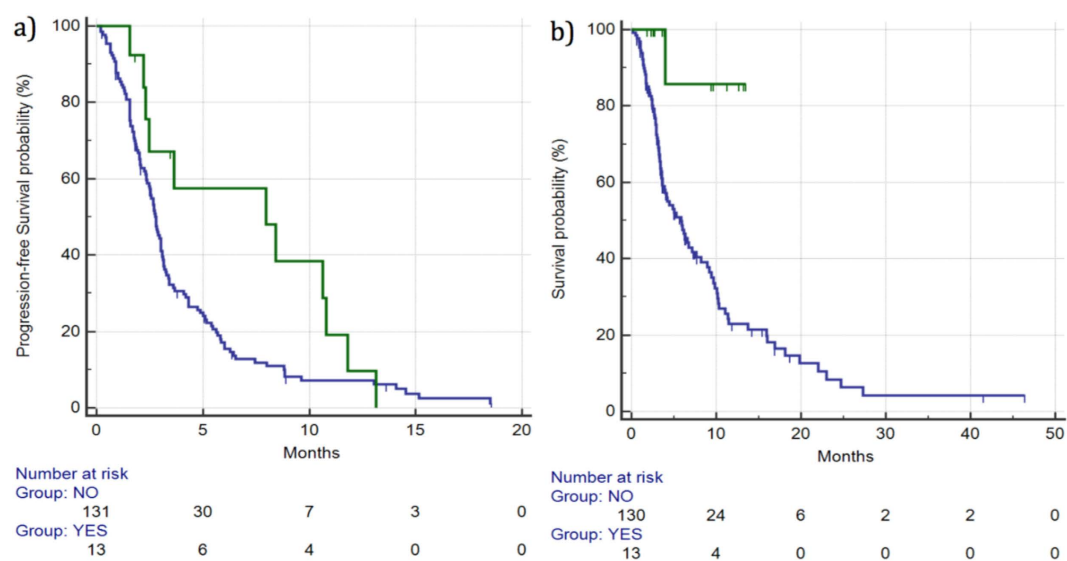 a)
Progression-free Survival probability (%)
100
80
60
40
20
0
0 5 10 15 20
Months
Number at risk
Group: NO
131 30 7 3 0
Group: YES
13 6 4 0 0
b)
Survival probability (%)
100
80
60
40
20
0
0 10 20 30 40 50
Months
Number at risk
Group: NO
130 24 6 2 2 0
Group: YES
13 4 0 0 0 0